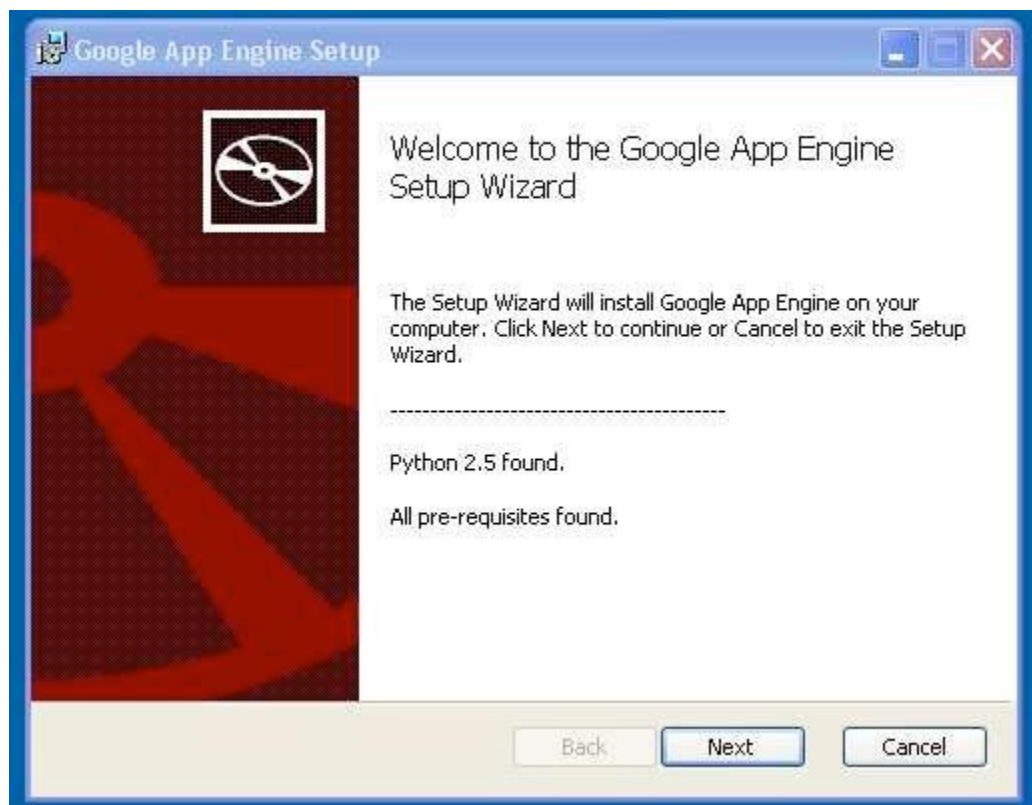 Google App Engine Setup
Welcome to the Google App Engine
Setup Wizard
The Setup Wizard will install Google App Engine on your
computer. Click Next to continue or Cancel to exit the Setup
Wizard.
------------------------------------------
Python 2.5 found.
All pre-requisites found.
Back Next Cancel